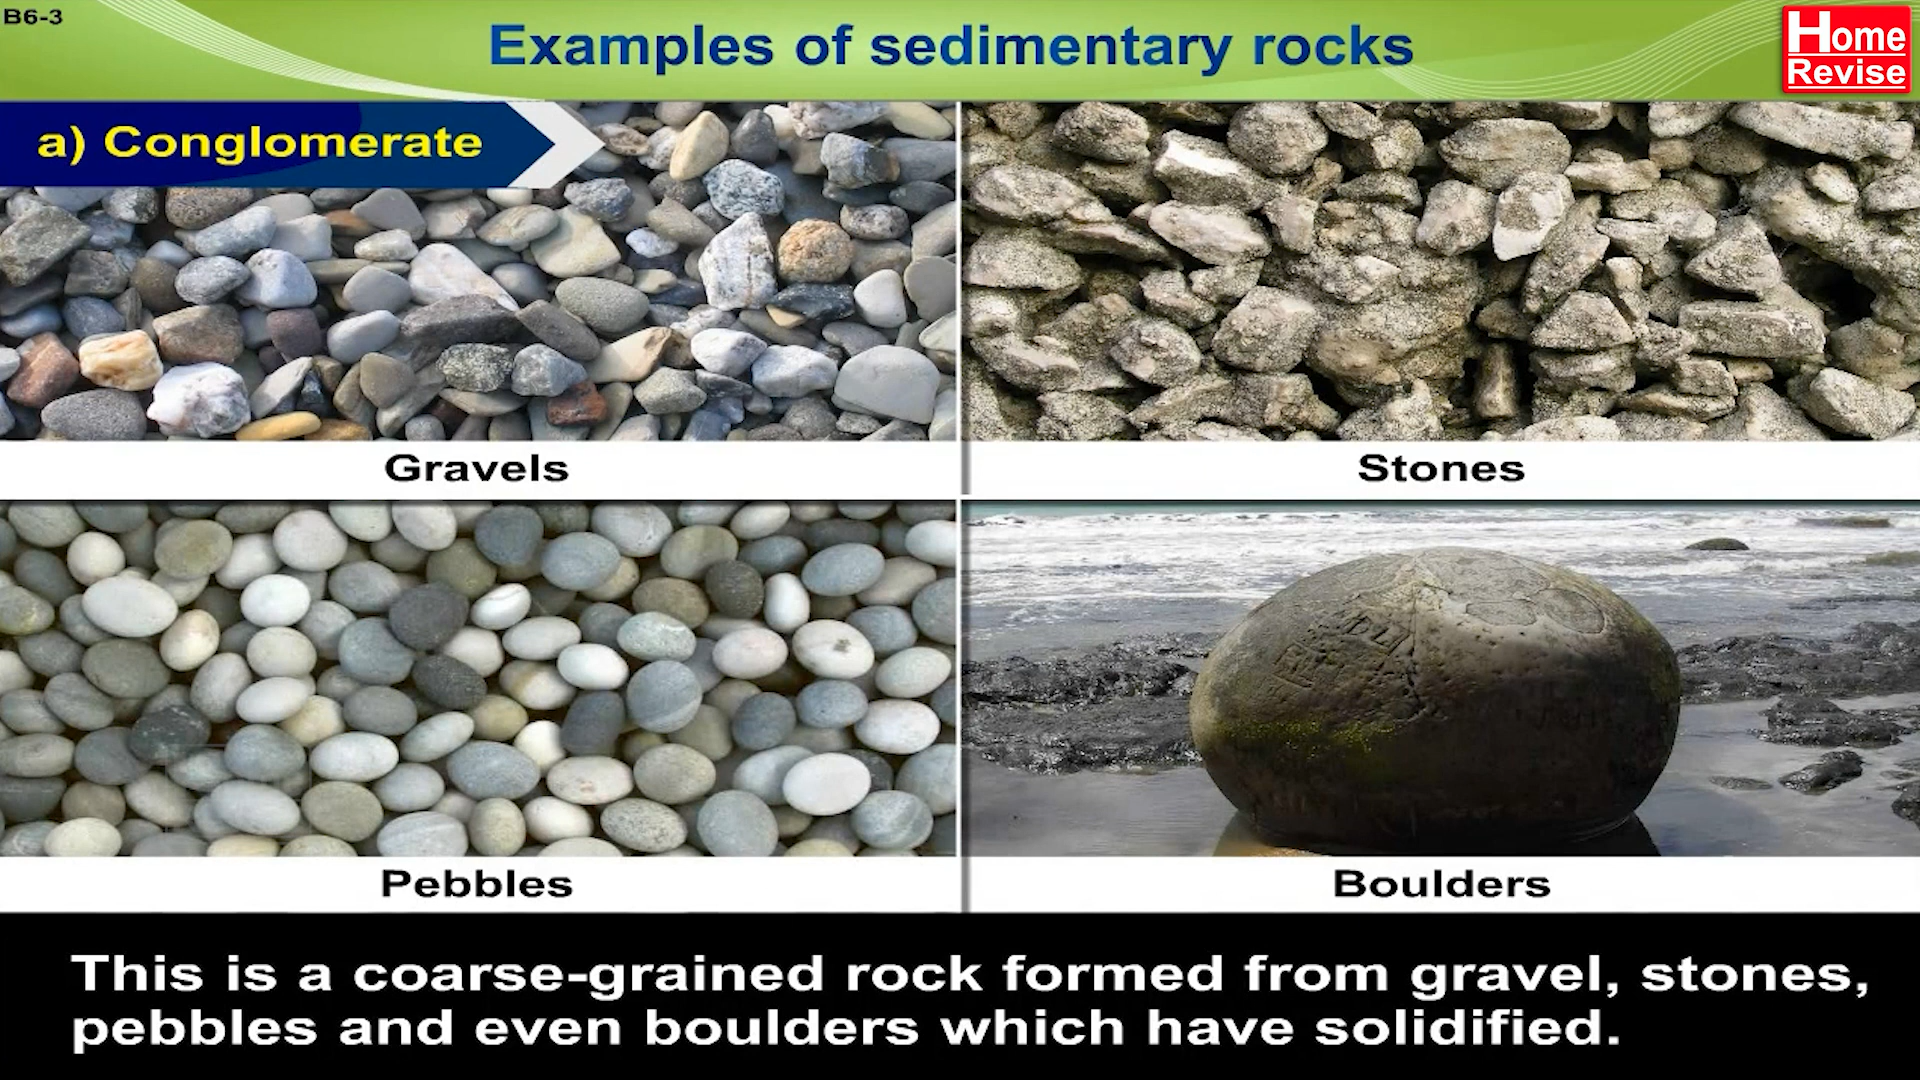 B6-3
Examples of sedimentary rocks
Home
Revise
a) Conglomerate
Gravels
Stones
Pebbles
Boulders
This is a coarse-grained rock formed from gravel, stones,
pebbles and even boulders which have solidified.